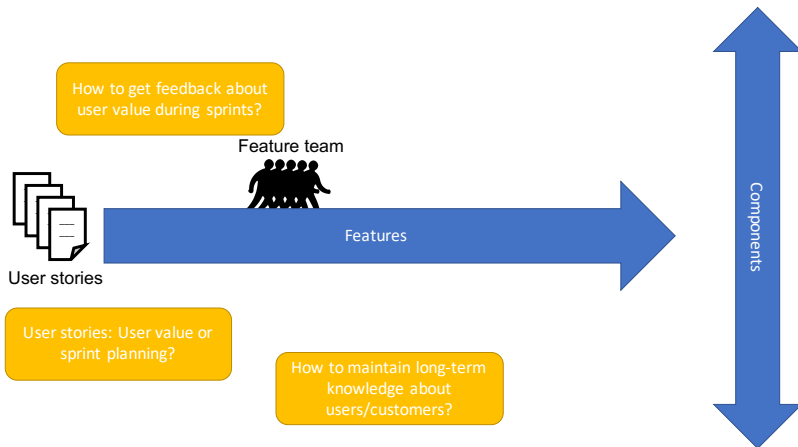 How to get feedback about
user value during sprints?
Feature team
Features
User stories
User stories: User value or
sprint planning?
How to maintain long-term
knowledge about
users/customers?
Components